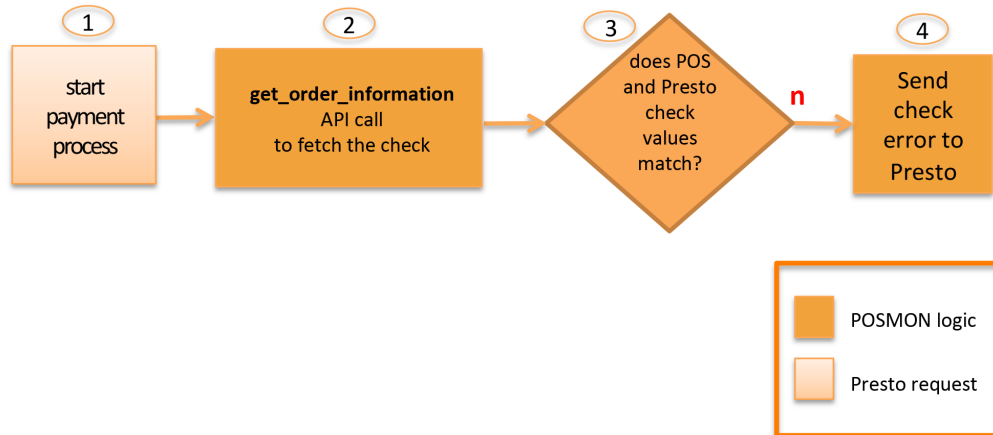 1
start
payment
process
2
get_order_information
API call
to fetch the check
3
does POS
and Presto
check
values
match?
n
4
Send
check
error to
Presto
POSMON logic
Presto request